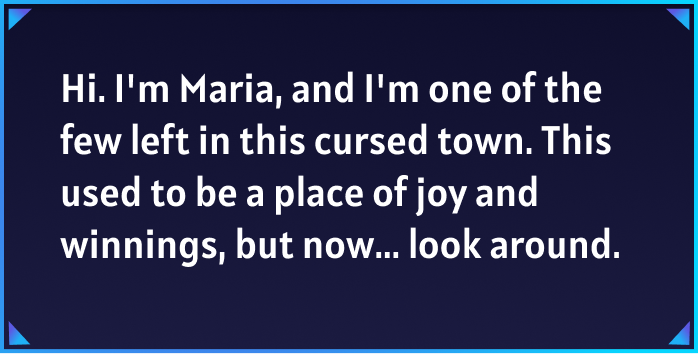 Hi. I'm Maria, and I'm one of the
few left in this cursed town. This
used to be a place of joy and
winnings, but now... look around.